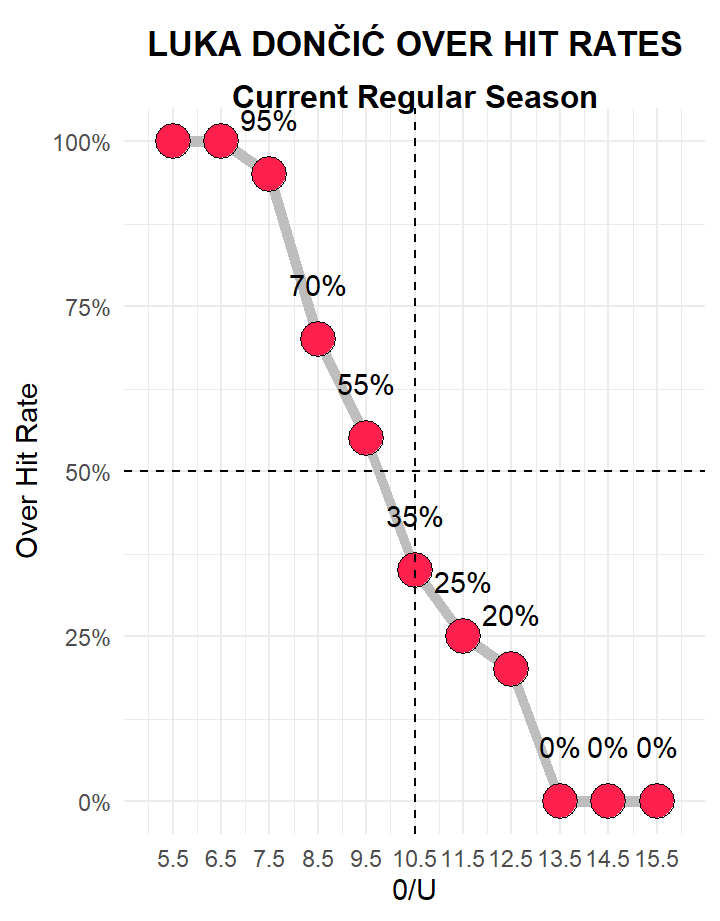 LUKA DONČIĆ OVER HIT RATES
Current Regular Season
95%
100%
70%
75%
55%
50%
35%
25%
20%
25%
0% 0% 0%
0%
Over Hit Rate
5.5 6.5 7.5 8.5 9.5 10.5 11.5 12.5 13.5 14.5 15.5
0/U